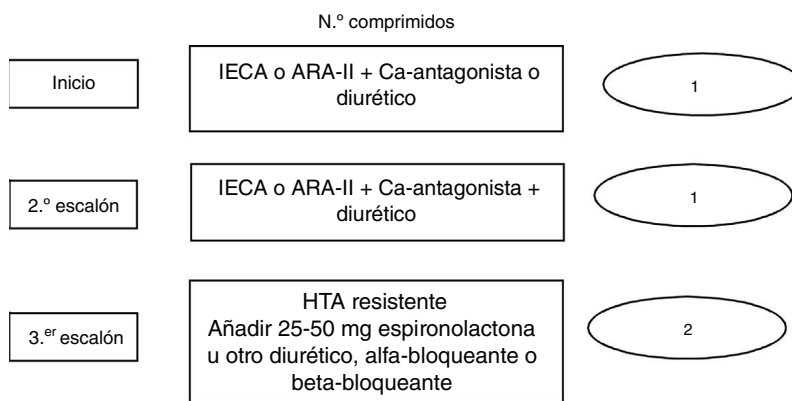 N.º comprimidos
Inicio
IECA o ARA-II + Ca-antagonista o
diurético
1
2.º escalón
IECA o ARA-II + Ca-antagonista +
diurético
1
3.er escalón
HTA resistente
Añadir 25-50 mg espironolactona
u otro diurético, alfa-bloqueante o
beta-bloqueante
2